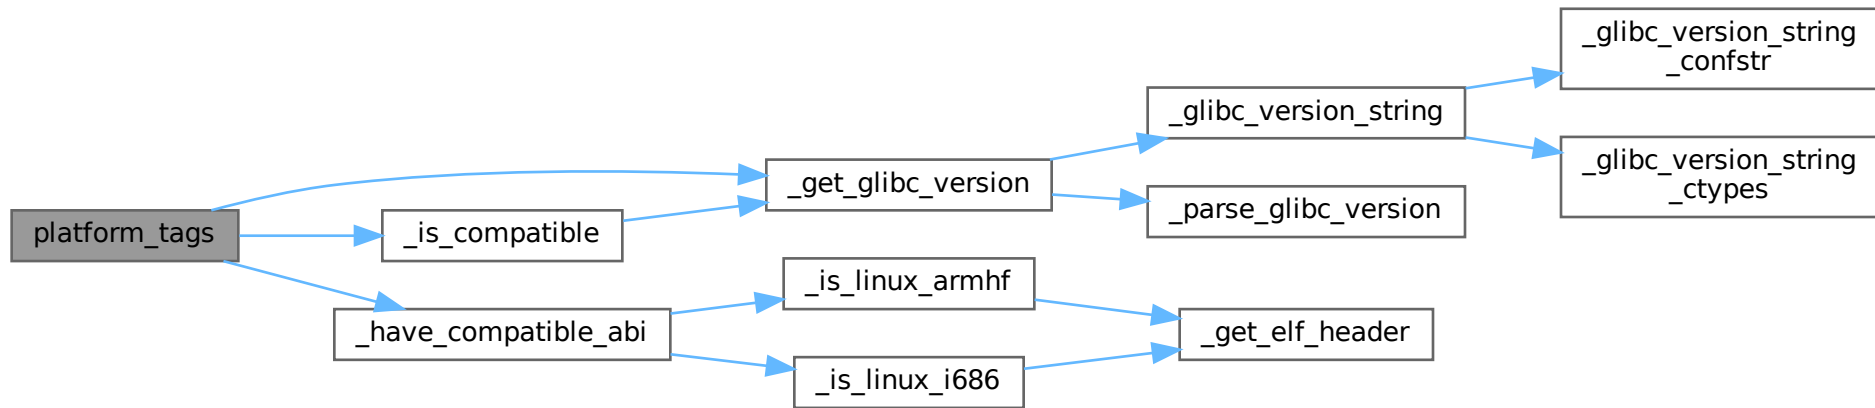 platform_tags
_is_compatible
_have_compatible_abi
_get_glibc_version
_is_linux_armhf
_is_linux_i686
_glibc_version_string
_parse_glibc_version
_get_elf_header
_glibc_version_string
_confstr
_glibc_version_string
_ctypes